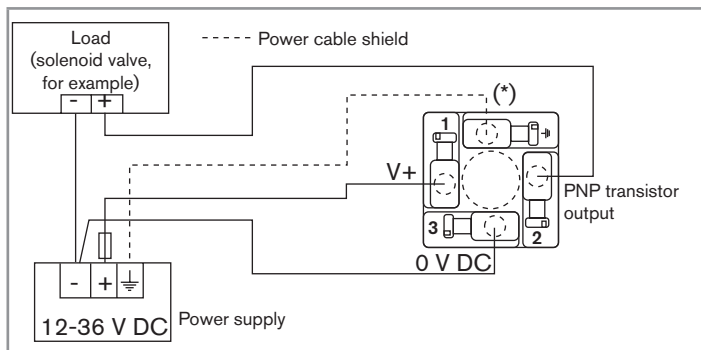 Load
(solenoid valve,
for example)
- +
Power cable shield
(*)
1
V+
PNP transistor
output
3
2
0 V DC
- +
12-36 V DC
Power supply